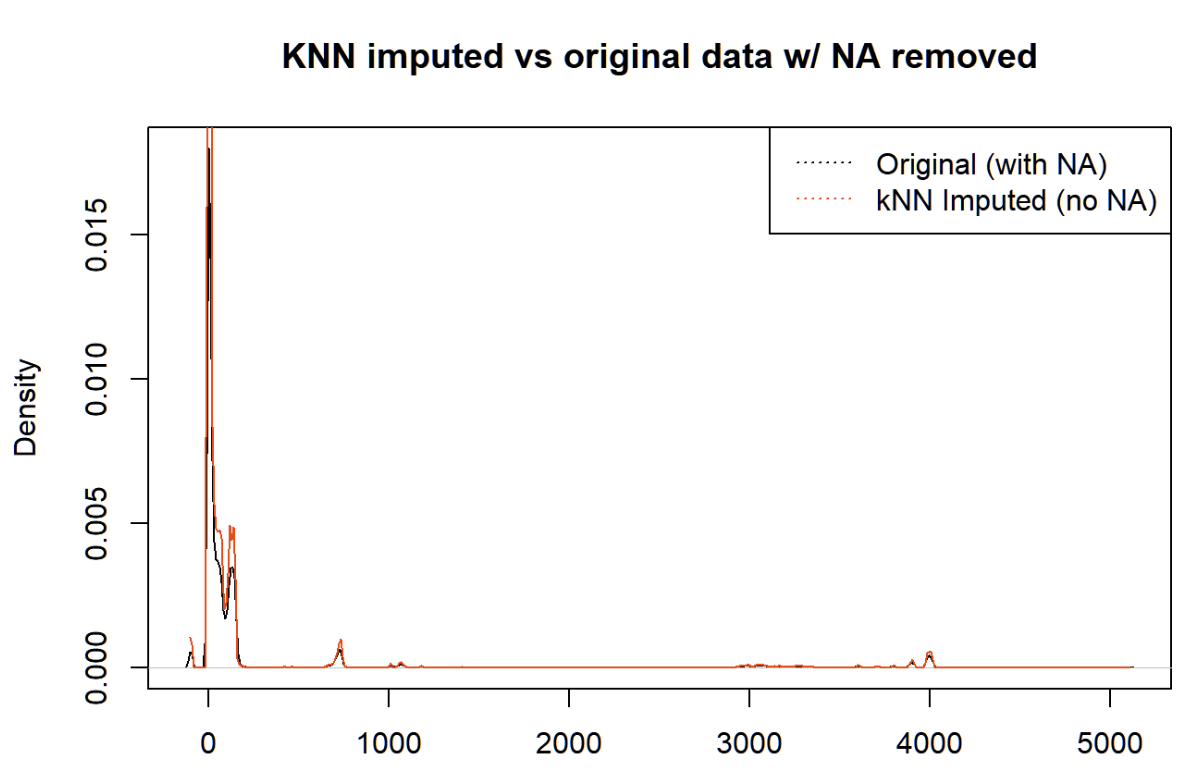 KNN imputed vs original data w/ NA removed
Original (with NA)
kNN Imputed (no NA)
Density
0.015
0.010
0.005
0.000
0 1000 2000 3000 4000 5000